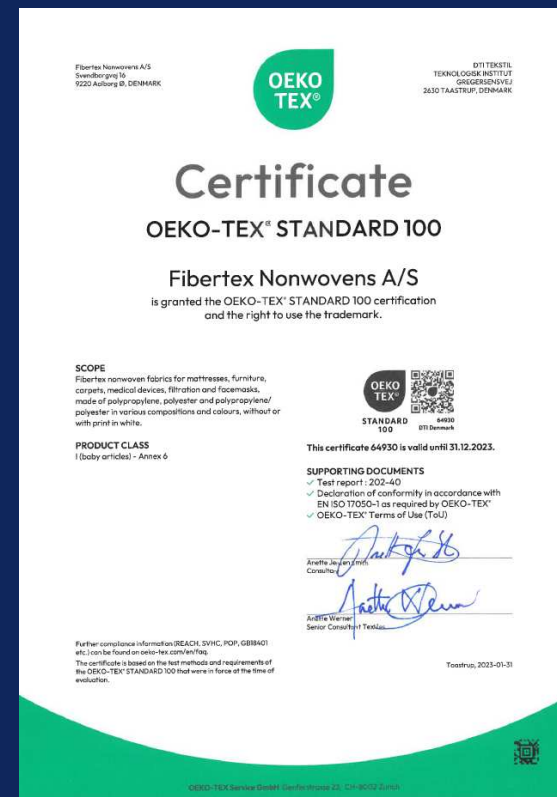 Fibertex Nonwovens A/S
Svendborgvej 16
9220 Aalborg Ø, DENMARK
OEKO
TEX®
DTI TEKSTIL
TEKNOLOGISK INSTITUT
GREGERSENSVEJ
2630 TAASTRUP, DENMARK
Certificate
OEKO-TEX® STANDARD 100
Fibertex Nonwovens A/S
is granted the OEKO-TEX® STANDARD 100 certification
and the right to use the trademark.
SCOPE
Fibertex nonwoven fabrics for mattresses, furniture,
carpets, medical devices, filtration and facemasks,
made of polypropylene, polyester and polypropylene/
polyester in various compositions and colours, without or
with print in white.
PRODUCT CLASS
I (baby articles) - Annex 6
OEKO
TEX®
STANDARD
100
64930
DTI Denmark
This certificate 64930 is valid until 31.12.2023.
SUPPORTING DOCUMENTS
✓ Test report : 202-40
✓ Declaration of conformity in accordance with
EN ISO 17050-1 as required by OEKO-TEX®
✓ OEKO-TEX® Terms of Use (ToU)
Anette
Consultant
Anette Werner
Senior Consultant Textiles
Further compliance information (REACH, SVHC, POP, GB18401
etc.) can be found on oeko-tex.com/en/faq.
The certificate is based on the test methods and requirements of
the OEKO-TEX® STANDARD 100 that were in force at the time of
evaluation.
Taastrup, 2023-01-31
OEKO-TEX Service GmbH Genferstrasse 23, CH-8002 Zurich